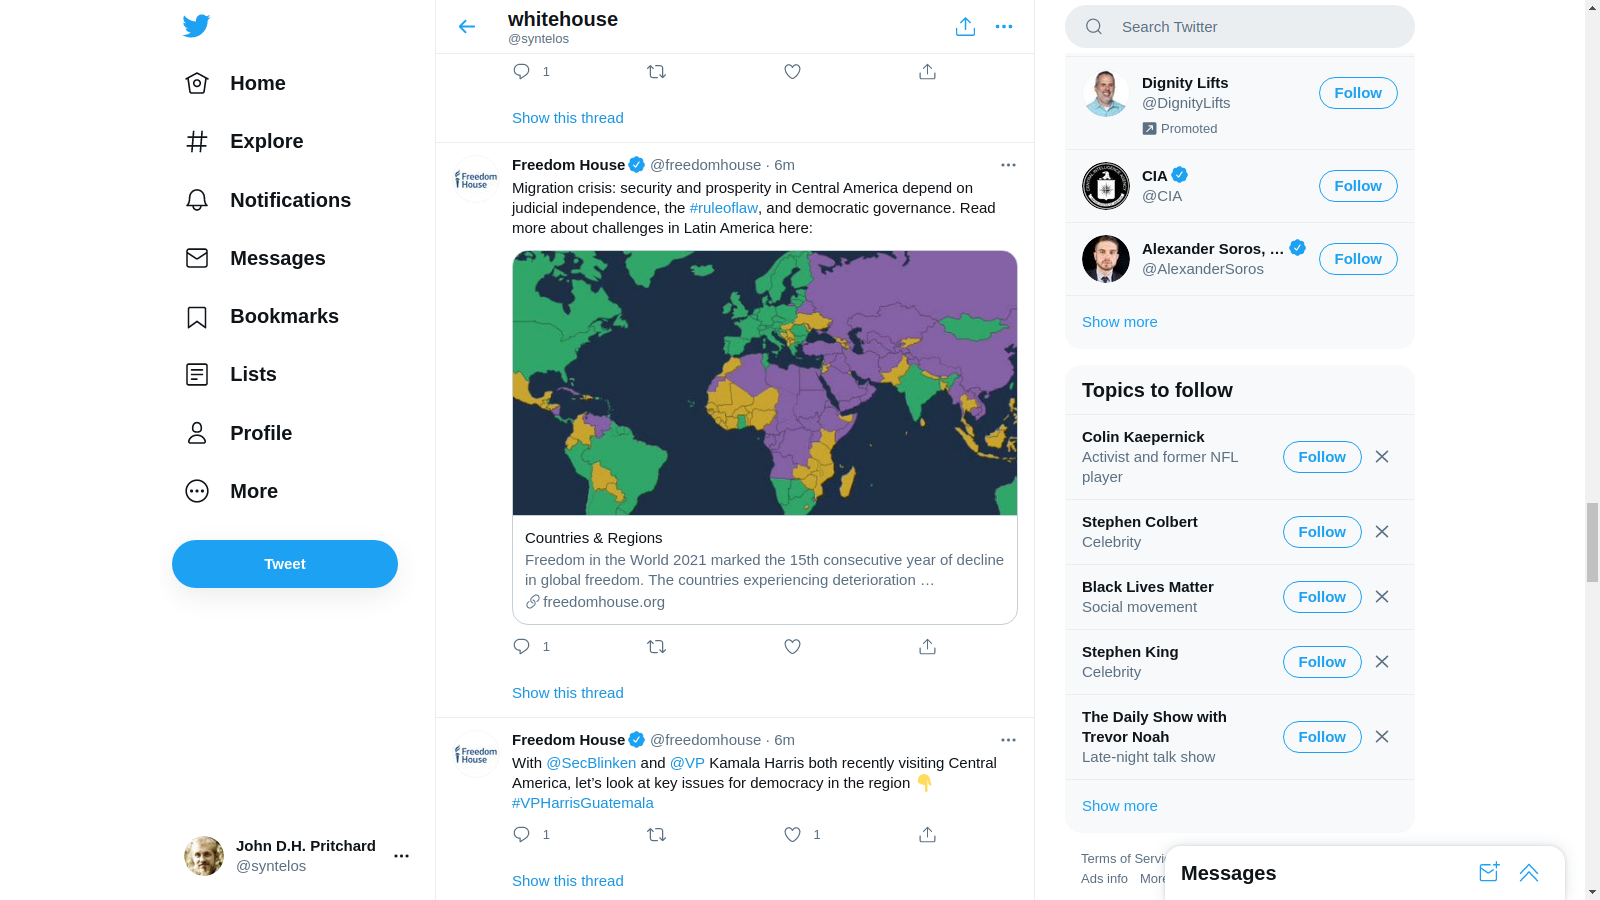 Home
Explore
Notifications
Messages
Bookmarks
Lists
Profile
More
Tweet
John D.H. Pritchard
@syntelos
whitehouse
@syntelos
1
Show this thread
Freedom House @freedomhouse · 6m
Freedom
House
Migration crisis: security and prosperity in Central America depend on
judicial independence, the #ruleoflaw, and democratic governance. Read
more about challenges in Latin America here:
Countries & Regions
Freedom in the World 2021 marked the 15th consecutive year of decline
in global freedom. The countries experiencing deterioration …
freedomhouse.org
1
Show this thread
Freedom House @freedomhouse · 6m
Freedom
House
With @SecBlinken and @VP Kamala Harris both recently visiting Central
America, let’s look at key issues for democracy in the region 👇
#VPHarrisGuatemala
1 1
Show this thread
Search Twitter
Dignity Lifts
@DignityLifts
Promoted
Follow
CIA
@CIA
Follow
Alexander Soros, …
@AlexanderSoros
Follow
Show more
Topics to follow
Colin Kaepernick
Activist and former NFL
player
Follow
Stephen Colbert
Celebrity
Follow
Black Lives Matter
Social movement
Follow
Stephen King
Celebrity
Follow
The Daily Show with
Trevor Noah
Late-night talk show
Follow
Show more
Terms of Servi
Ads info More
Messages